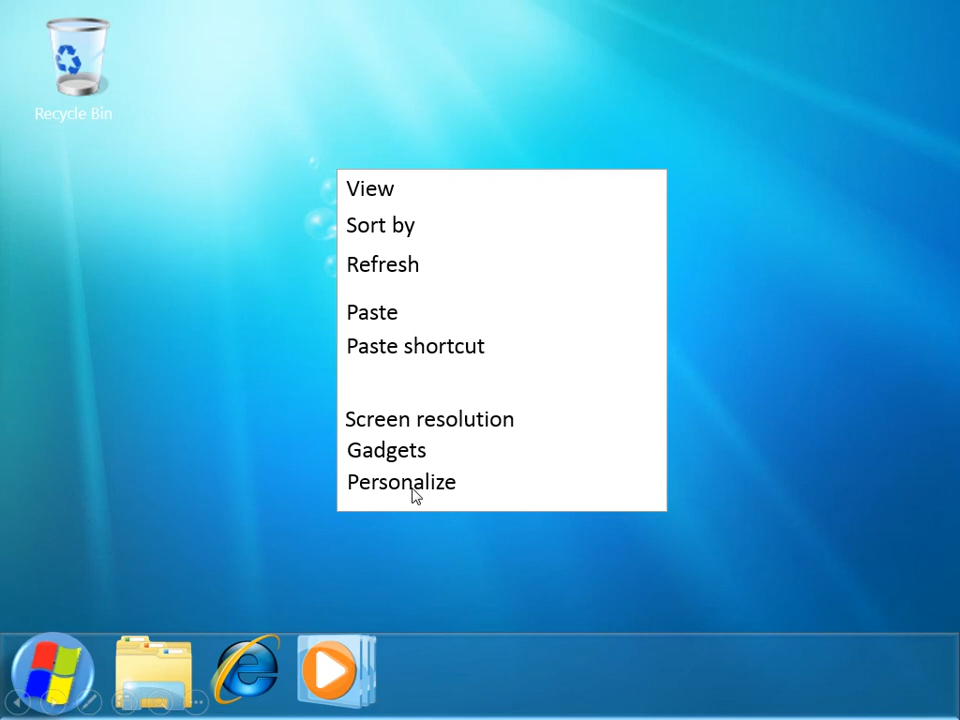 Recycle Bin
View
Sort by
Refresh
Paste
Paste shortcut
Screen resolution
Gadgets
Personalize